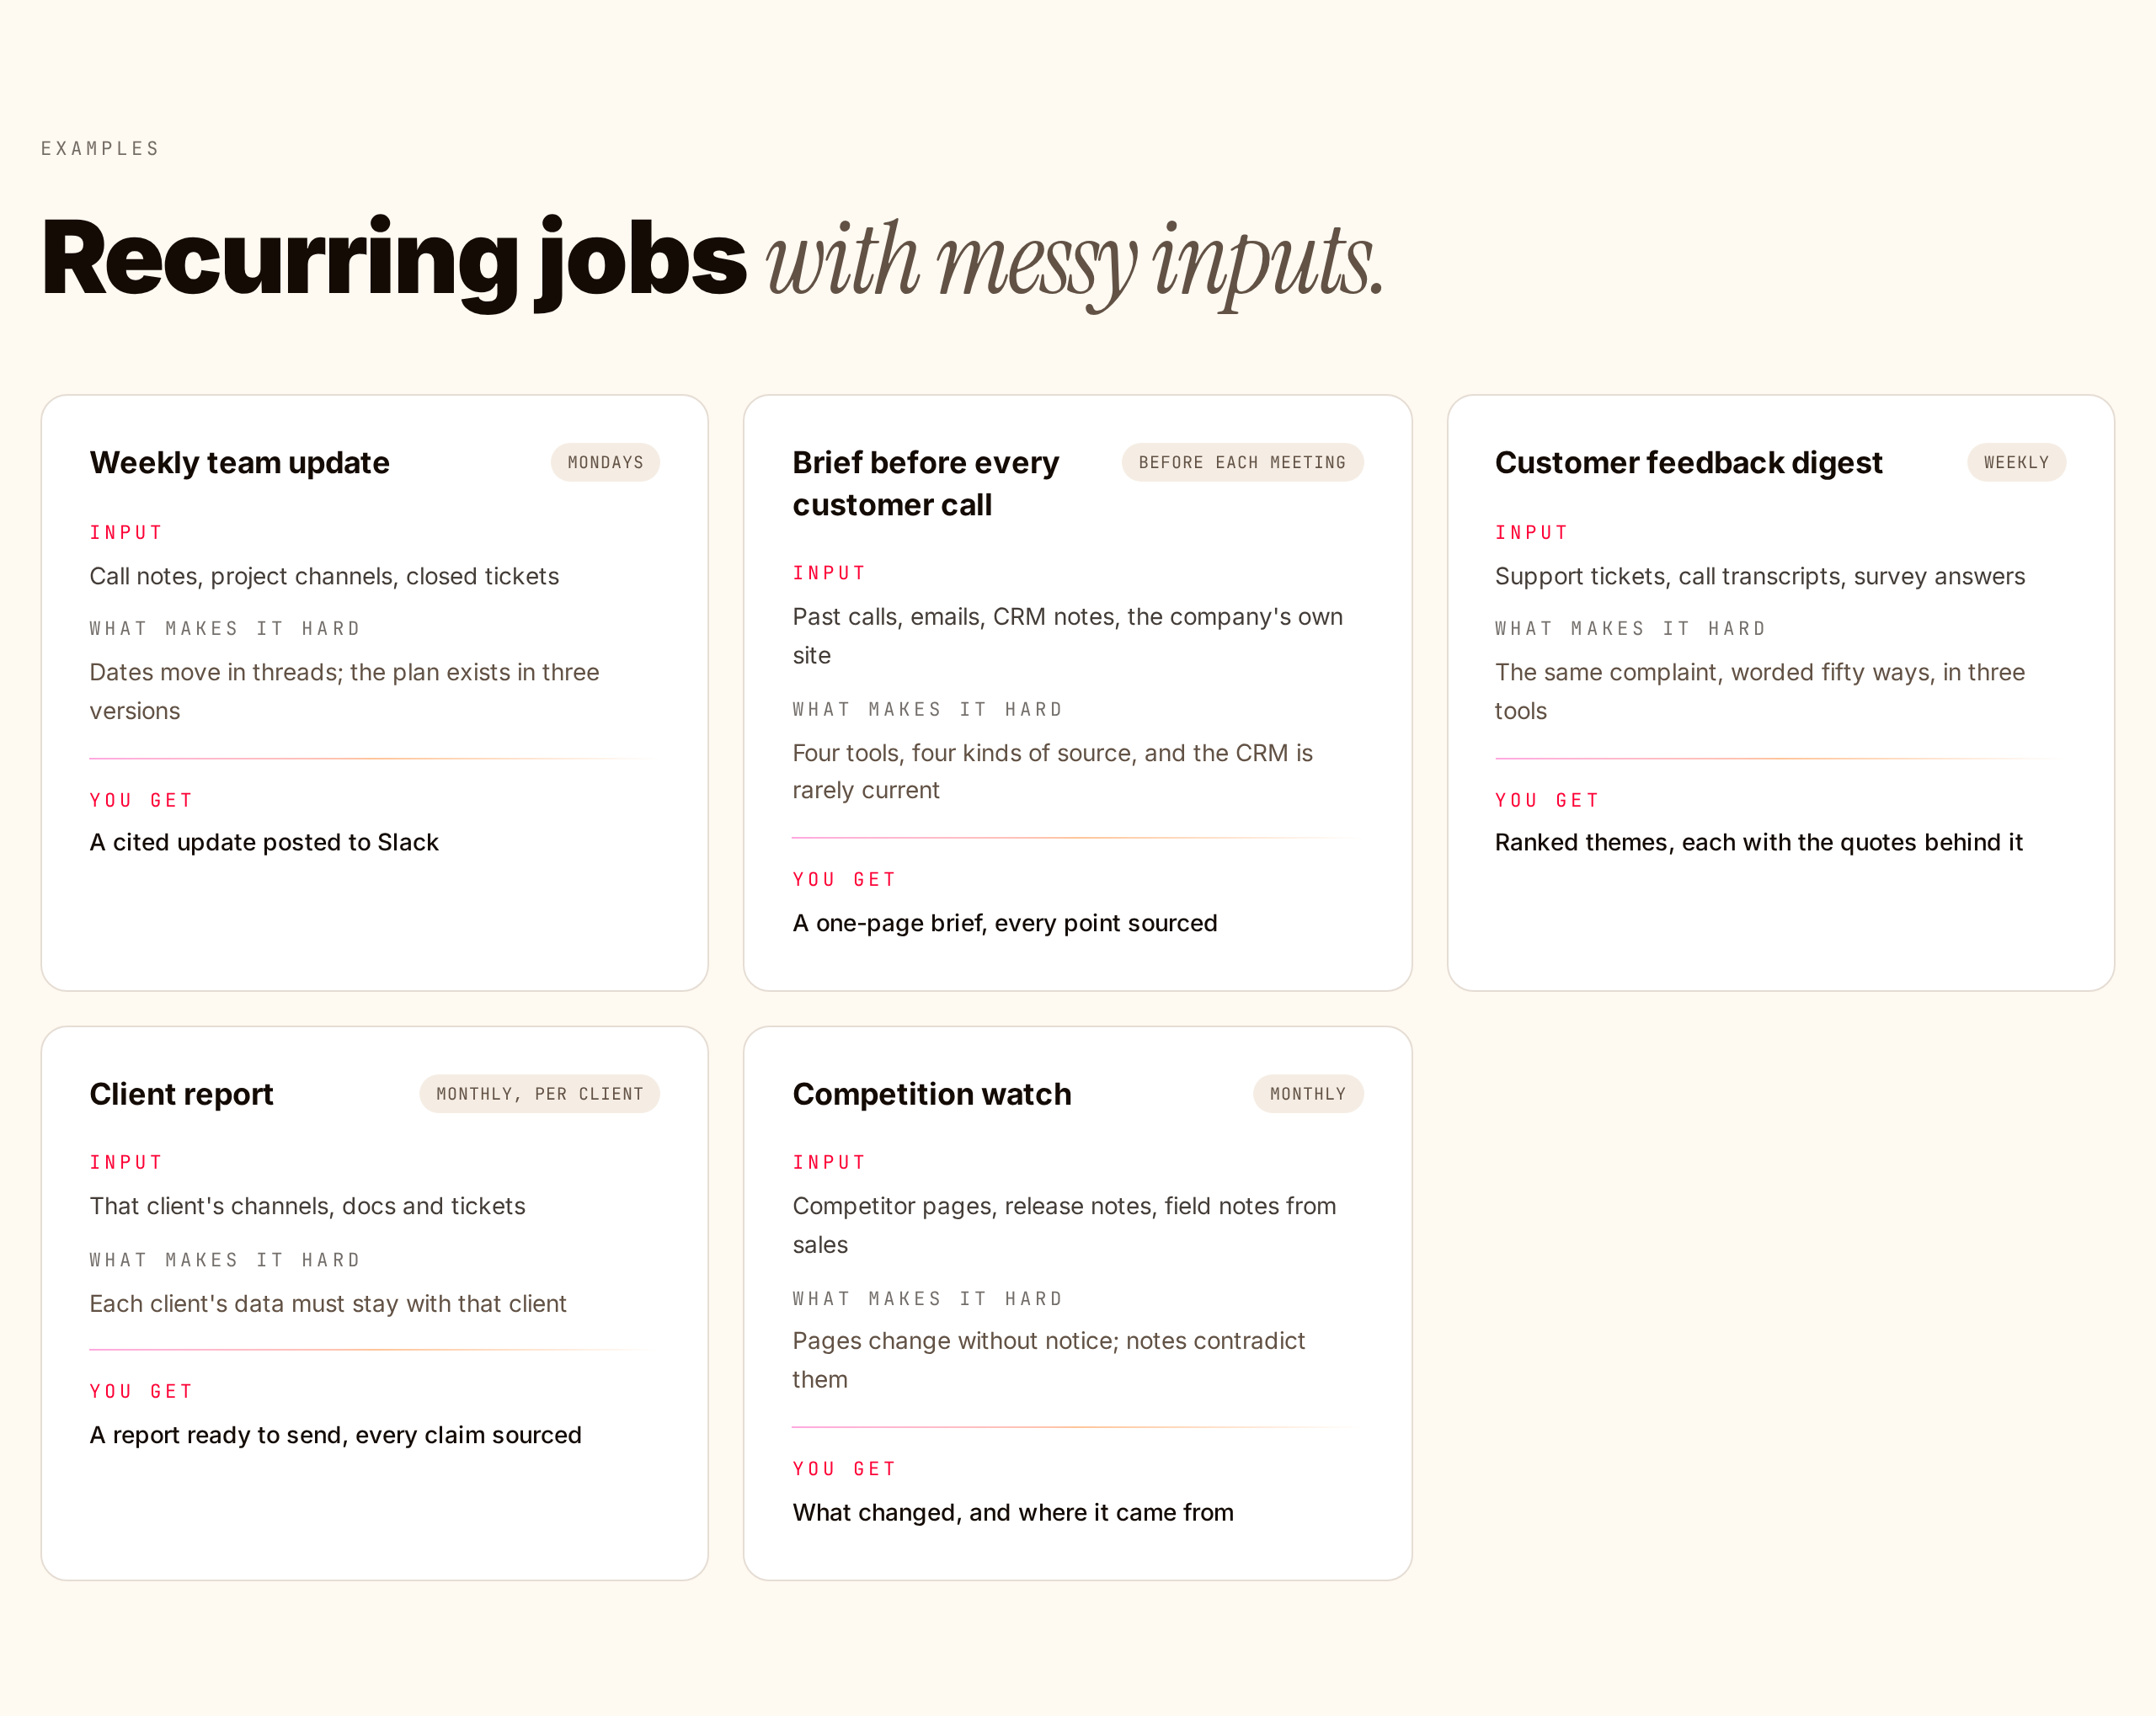 EXAMPLES
Recurring jobs with messy inputs.
Weekly team update
MONDAYS
INPUT
Call notes, project channels, closed tickets
WHAT MAKES IT HARD
Dates move in threads; the plan exists in three
versions
YOU GET
A cited update posted to Slack
Brief before every
customer call
BEFORE EACH MEETING
INPUT
Past calls, emails, CRM notes, the company's own
site
WHAT MAKES IT HARD
Four tools, four kinds of source, and the CRM is
rarely current
YOU GET
A one-page brief, every point sourced
Customer feedback digest
WEEKLY
INPUT
Support tickets, call transcripts, survey answers
WHAT MAKES IT HARD
The same complaint, worded fifty ways, in three
tools
YOU GET
Ranked themes, each with the quotes behind it
Client report
MONTHLY, PER CLIENT
INPUT
That client's channels, docs and tickets
WHAT MAKES IT HARD
Each client's data must stay with that client
YOU GET
A report ready to send, every claim sourced
Competition watch
MONTHLY
INPUT
Competitor pages, release notes, field notes from
sales
WHAT MAKES IT HARD
Pages change without notice; notes contradict
them
YOU GET
What changed, and where it came from